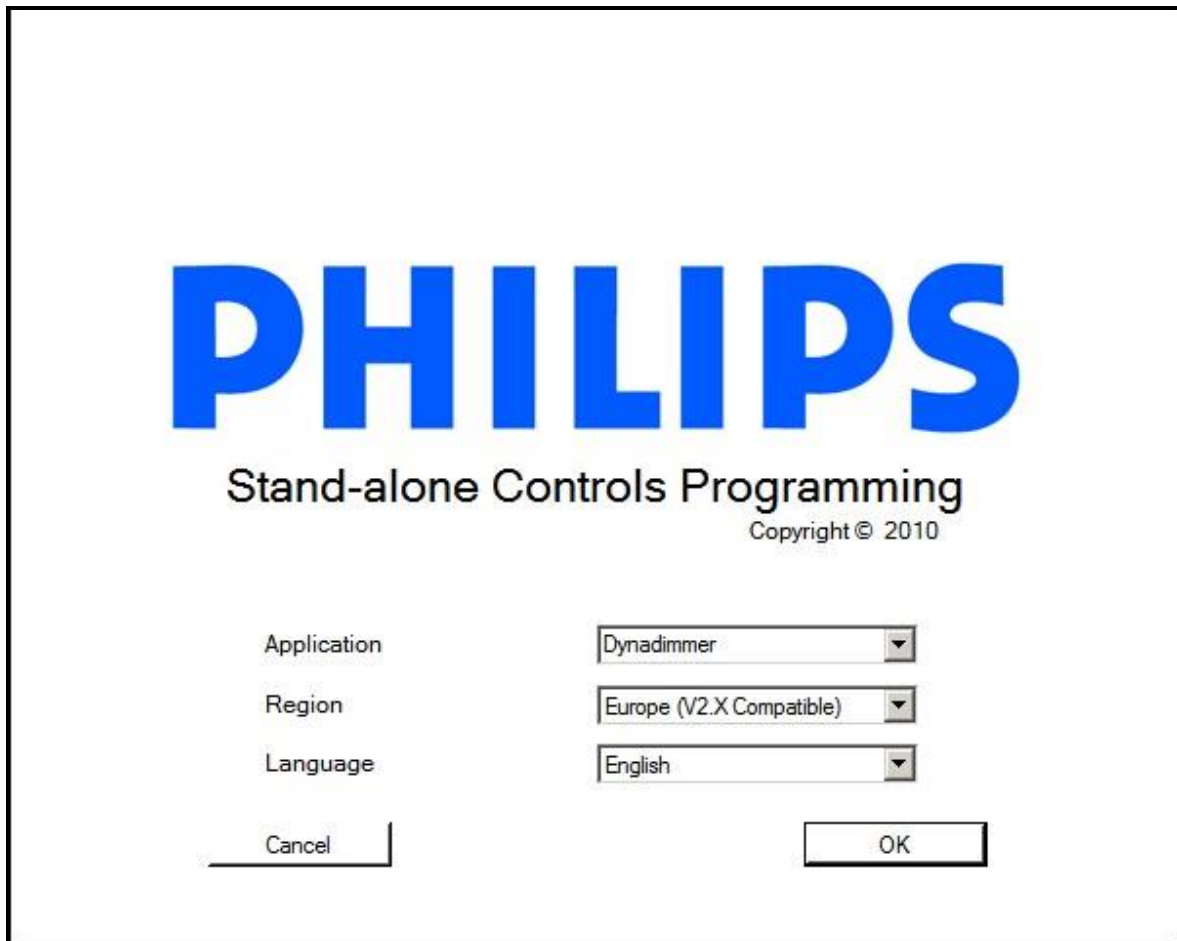 PHILIPS
Stand-alone Controls Programming
Copyright © 2010
Application Dynadimmer
Region Europe (V2.X Compatible)
Language English
Cancel OK